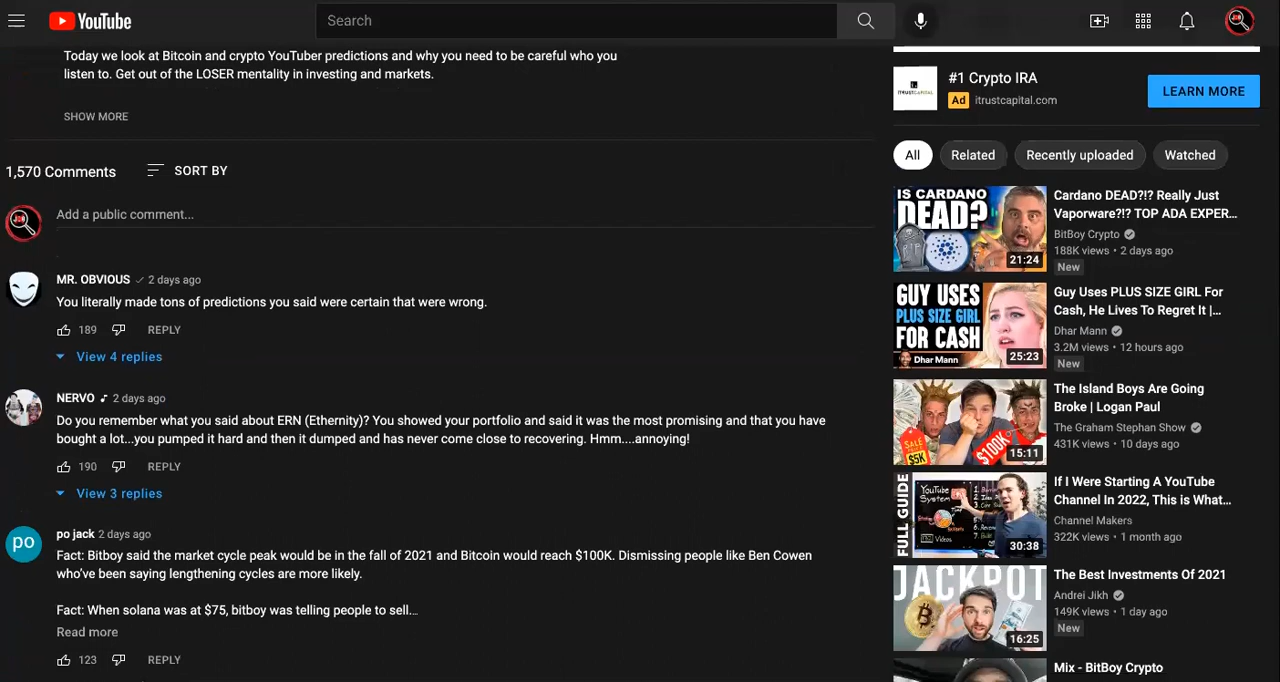 YouTube
Search
Today we look at Bitcoin and crypto YouTuber predictions and why you need to be careful who you
listen to. Get out of the LOSER mentality in investing and markets.
SHOW MORE
1,570 Comments
SORT BY
Add a public comment...
MR. OBVIOUS ✓ 2 days ago
You literally made tons of predictions you said were certain that were wrong.
189
REPLY
View 4 replies
NERVO ♪ 2 days ago
Do you remember what you said about ERN (Ethernity)? You showed your portfolio and said it was the most promising and that you have
bought a lot...you pumped it hard and then it dumped and has never come close to recovering. Hmm....annoying!
190
REPLY
View 3 replies
po
po jack 2 days ago
Fact: Bitboy said the market cycle peak would be in the fall of 2021 and Bitcoin would reach $100K. Dismissing people like Ben Cowen
who've been saying lengthening cycles are more likely.
Fact: When solana was at $75, bitboy was telling people to sell...
Read more
123
REPLY
#1 Crypto IRA
Ad itrustcapital.com
LEARN MORE
All
Related
Recently uploaded
Watched
IS CARDANO
DEAD?
21:24
Cardano DEAD?!? Really Just
Vaporware?!? TOP ADA EXPER...
BitBoy Crypto
188K views • 2 days ago
New
GUY USES
PLUS SIZE GIRL
FOR CASH
Dhar Mann
25:23
Guy Uses PLUS SIZE GIRL For
Cash, He Lives To Regret It |...
Dhar Mann
3.2M views • 12 hours ago
New
SALE
$5K
$100K
15:11
The Island Boys Are Going
Broke | Logan Paul
The Graham Stephan Show
431K views • 10 days ago
FULL GUIDE
YouTube
System
30:38
If I Were Starting A YouTube
Channel In 2022, This is What...
Channel Makers
322K views • 1 month ago
JACKPOT
16:25
The Best Investments Of 2021
Andrei Jikh
149K views • 1 day ago
New
Mix - BitBoy Crypto